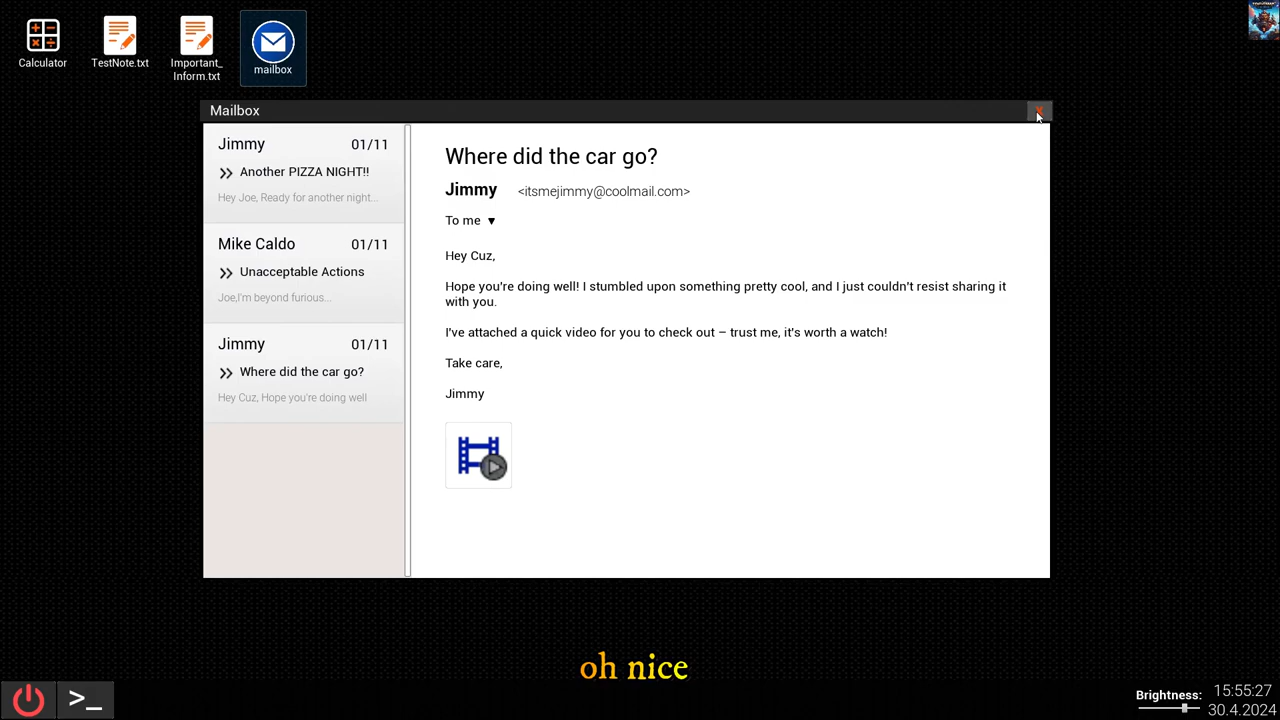 Calculator
TestNote.txt
Important_
Inform.txt
mailbox
Mailbox
x
Jimmy 01/11
Another PIZZA NIGHT!!
Hey Joe, Ready for another night...
Mike Caldo 01/11
Unacceptable Actions
Joe,I'm beyond furious...
Jimmy 01/11
Where did the car go?
Hey Cuz, Hope you're doing well
Where did the car go?
Jimmy <itsmejimmy@coolmail.com>
To me ▼
Hey Cuz,
Hope you're doing well! I stumbled upon something pretty cool, and I just couldn't resist sharing it
with you.
I've attached a quick video for you to check out – trust me, it's worth a watch!
Take care,
Jimmy
oh nice
>_
Brightness:
15:55:27
30.4.2024